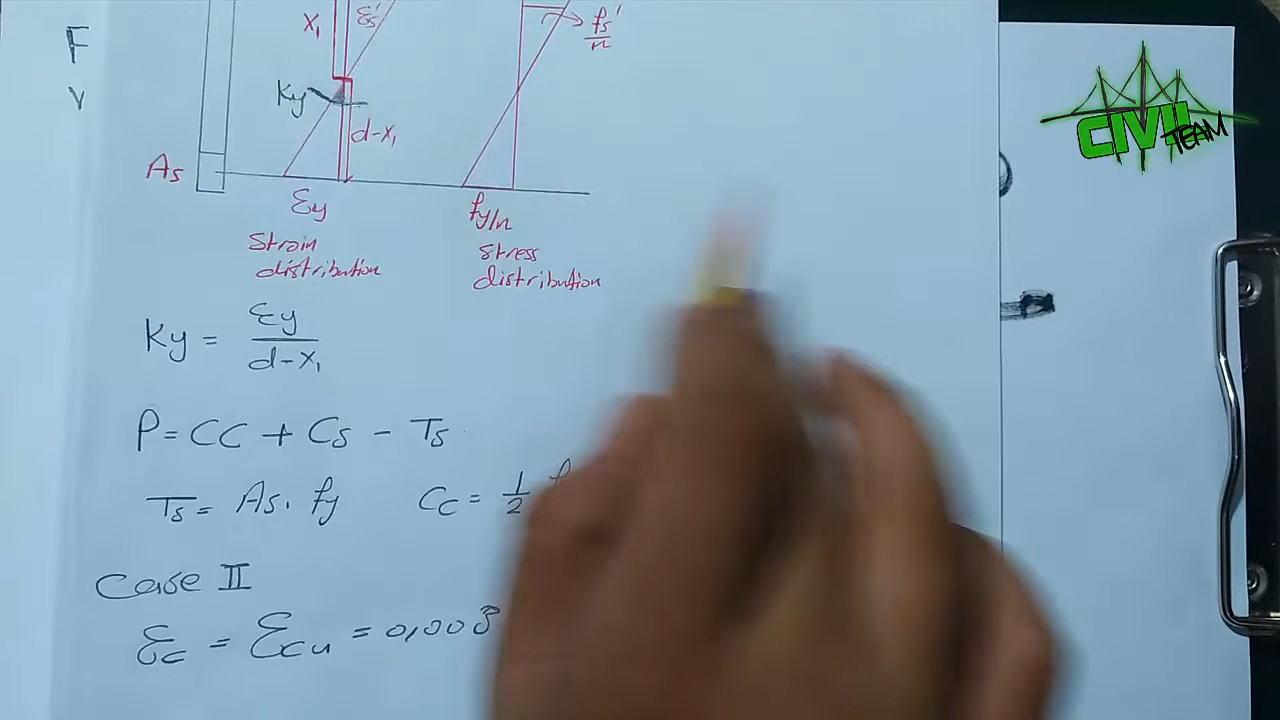 F
V
x₁ εs' fs'/n
Ky
d-x₁
As
εy fy/n
Strain distribution
stress distribution
Ky = εy / d-x₁
P = CC + Cs - Ts
Ts = As. fy Cc = 1/2 f
Case II
εc = εcu = 0,003
CIVIL TEAM